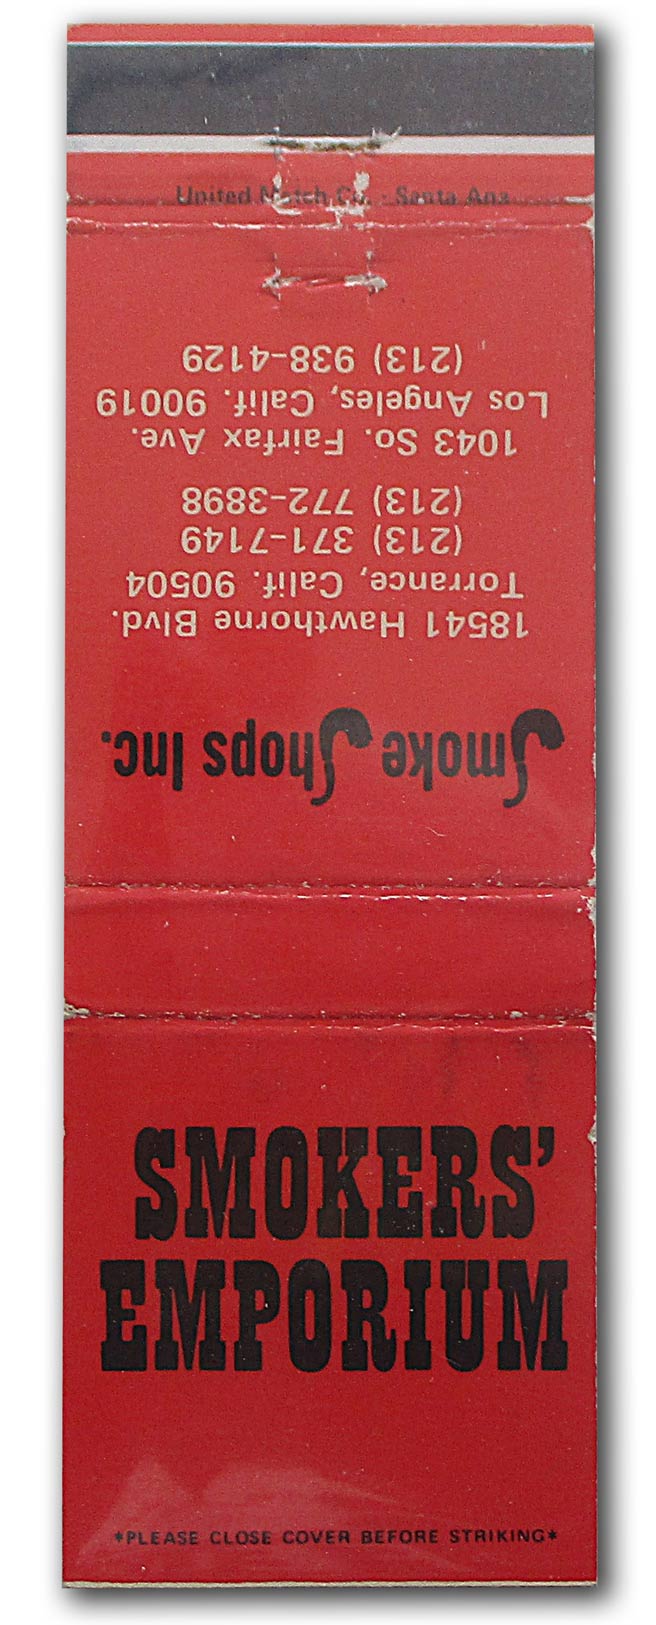 United Match Co. - Santa Ana
Smoke Shops Inc.
18541 Hawthorne Blvd.
Torrance, Calif. 90504
(213) 371-7149
(213) 772-3898
1043 So. Fairfax Ave.
Los Angeles, Calif. 90019
(213) 938-4129
SMOKERS'
EMPORIUM
*PLEASE CLOSE COVER BEFORE STRIKING*